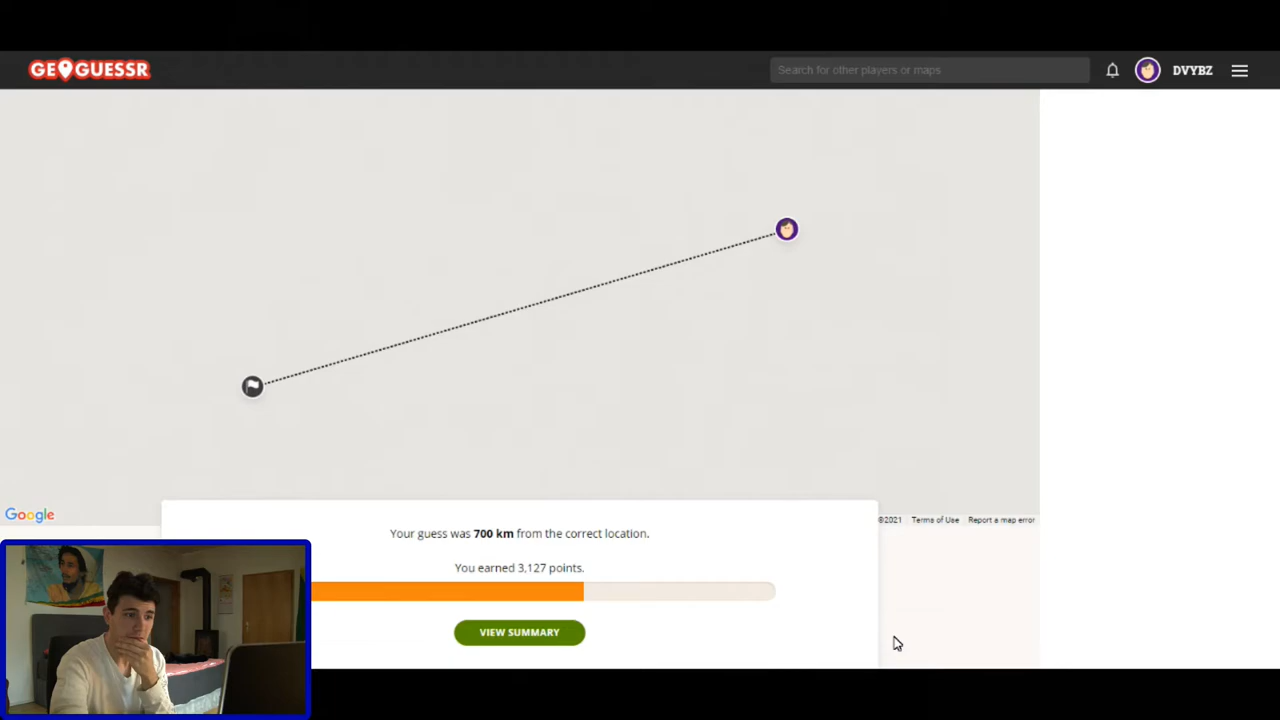 GEOGUESSR
Search for other players or maps
DVYBZ
Google
©2021 Terms of Use Report a map error
Your guess was 700 km from the correct location.
You earned 3,127 points.
VIEW SUMMARY